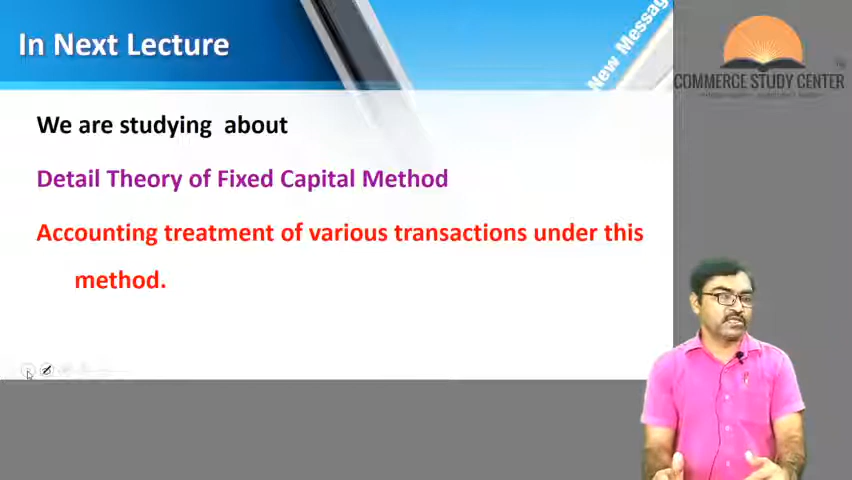 In Next Lecture
New Messag
COMMERCE STUDY CENTER
We are studying  about
Detail Theory of Fixed Capital Method
Accounting treatment of various transactions under this
method.